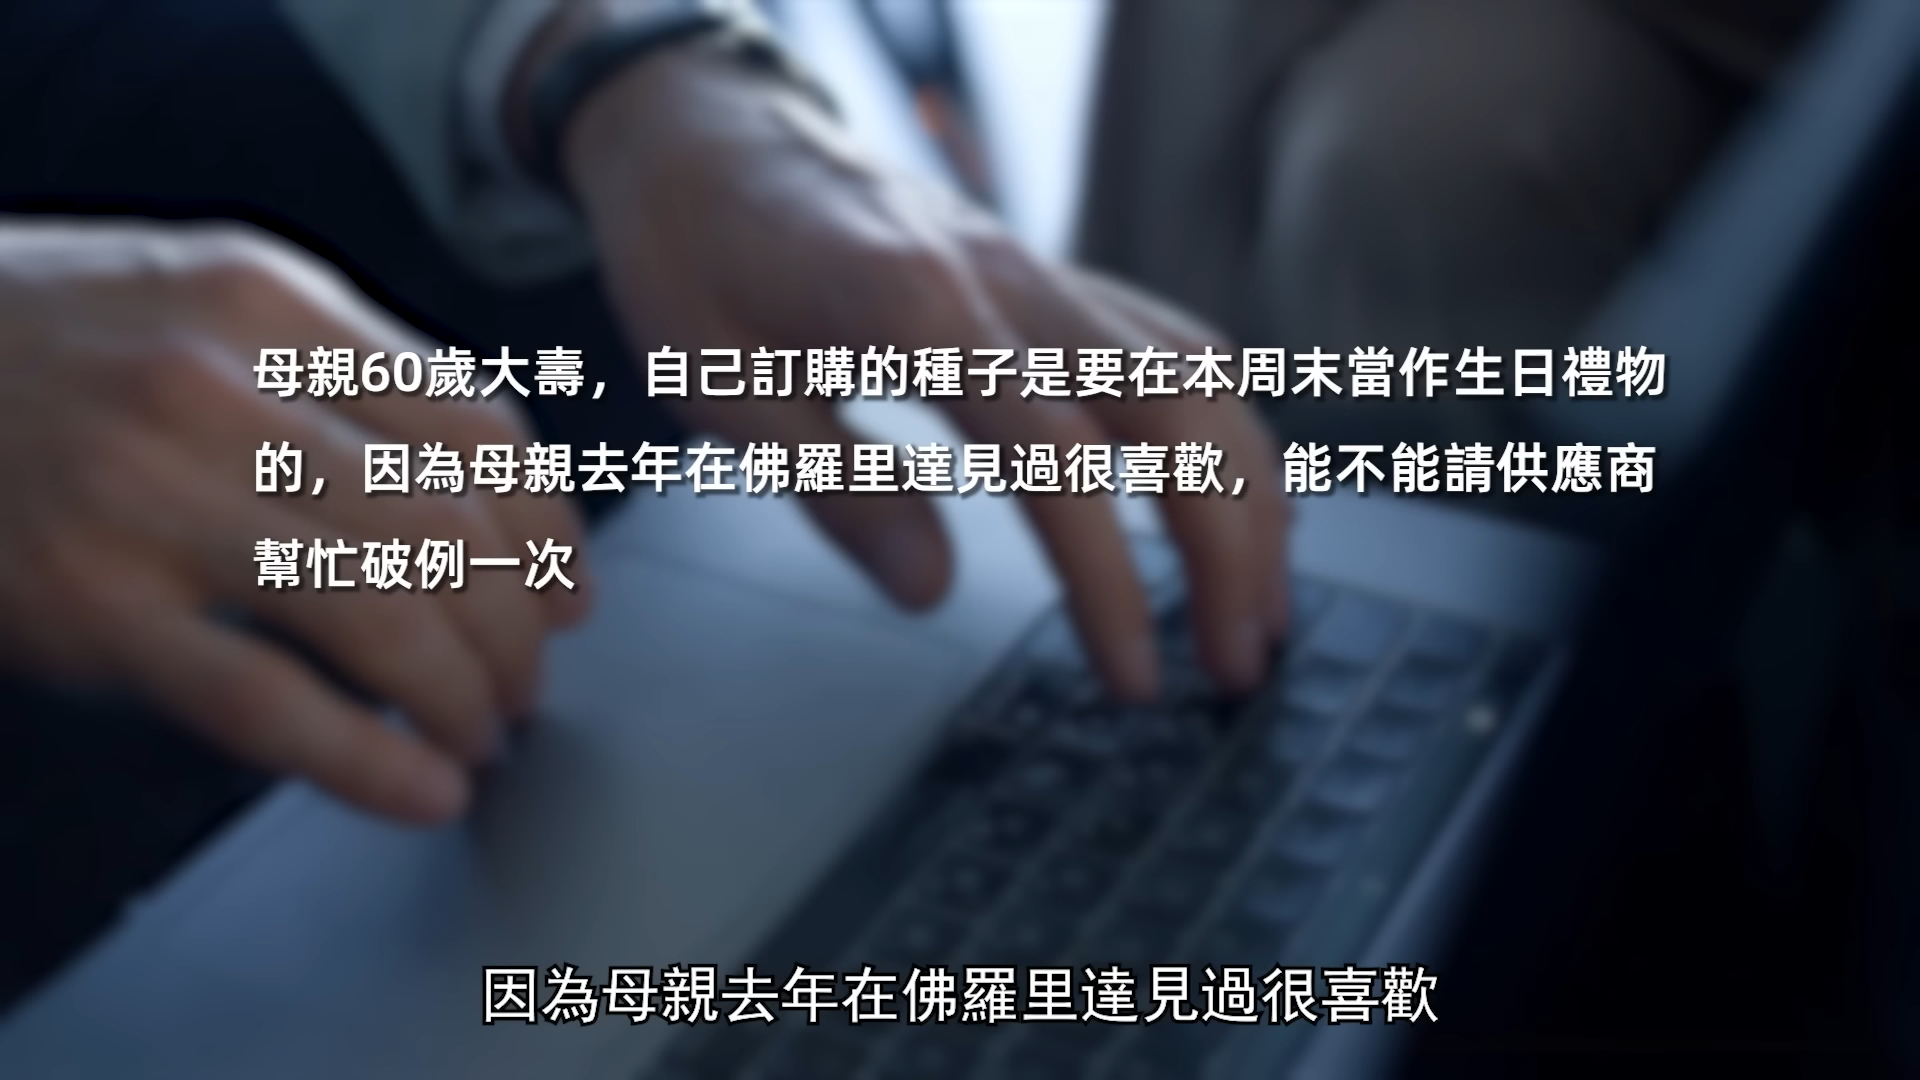 母親60歲大壽，自己訂購的種子是要在本周末當作生日禮物
的，因為母親去年在佛羅里達見過很喜歡，能不能請供應商
幫忙破例一次
因為母親去年在佛羅里達見過很喜歡